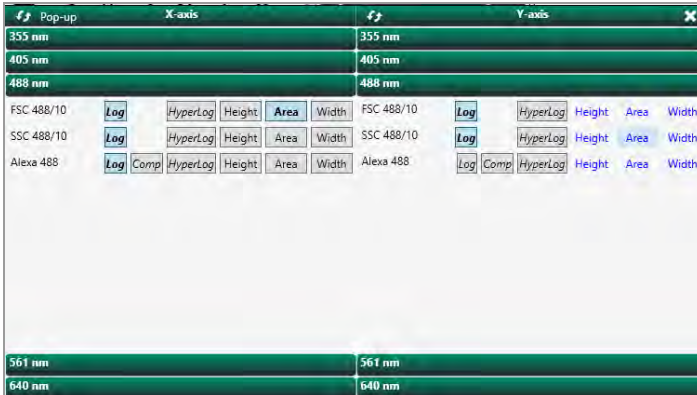 Pop-up X-axis Y-axis
355 nm 355 nm
405 nm 405 nm
488 nm 488 nm
FSC 488/10 Log HyperLog Height Area Width FSC 488/10 Log HyperLog Height Area Width
SSC 488/10 Log HyperLog Height Area Width SSC 488/10 Log HyperLog Height Area Width
Alexa 488 Log Comp HyperLog Height Area Width Alexa 488 Log Comp HyperLog Height Area Width
561 nm 561 nm
640 nm 640 nm